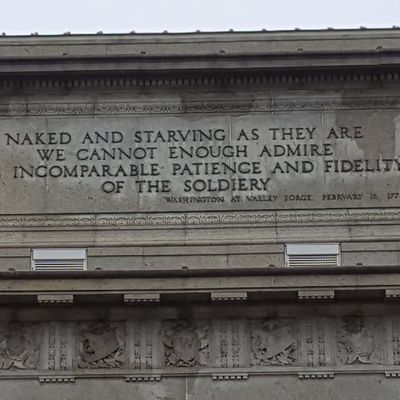 NAKED AND STARVING AS THEY ARE
WE CANNOT ENOUGH ADMIRE
INCOMPARABLE PATIENCE AND FIDELITY
OF THE SOLDIERY
WASHINGTON AT VALLEY FORGE. FEBRUARY 16, 177